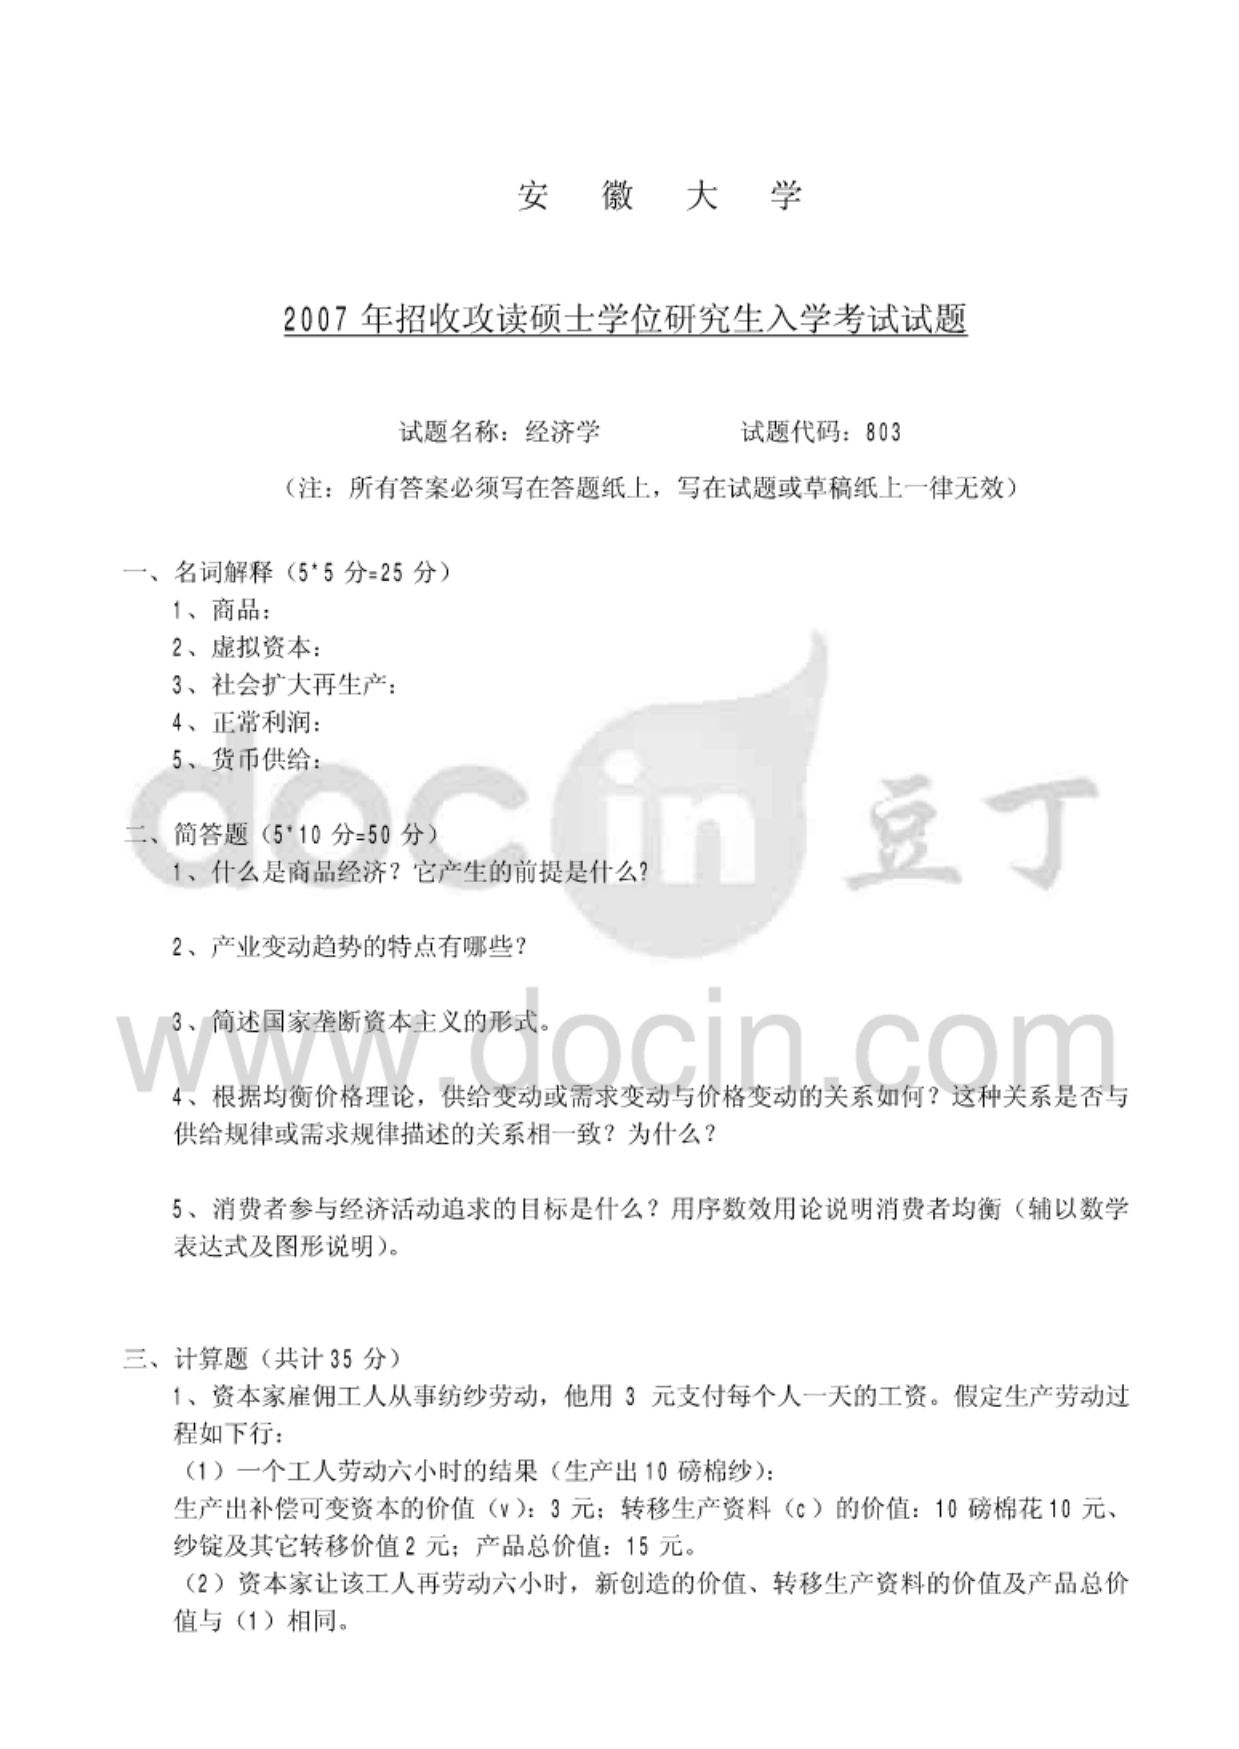 安 徽 大 学
2007 年招收攻读硕士学位研究生入学考试试题
试题名称：经济学 试题代码：803
（注：所有答案必须写在答题纸上，写在试题或草稿纸上一律无效）
一、名词解释（5*5 分=25 分）
1、商品：
2、虚拟资本：
3、社会扩大再生产：
4、正常利润：
5、货币供给：
docin 豆丁
二、简答题（5*10 分=50 分）
1、什么是商品经济？它产生的前提是什么？
2、产业变动趋势的特点有哪些？
3、简述国家垄断资本主义的形式。
www.docin.com
4、根据均衡价格理论，供给变动或需求变动与价格变动的关系如何？这种关系是否与
供给规律或需求规律描述的关系相一致？为什么？
5、消费者参与经济活动追求的目标是什么？用序数效用论说明消费者均衡（辅以数学
表达式及图形说明）。
三、计算题（共计 35 分）
1、资本家雇佣工人从事纺纱劳动，他用 3 元支付每个人一天的工资。假定生产劳动过
程如下行：
（1）一个工人劳动六小时的结果（生产出 10 磅棉纱）：
生产出补偿可变资本的价值（v）：3 元；转移生产资料（c）的价值：10 磅棉花 10 元、
纱锭及其它转移价值 2 元；产品总价值：15 元。
（2）资本家让该工人再劳动六小时，新创造的价值、转移生产资料的价值及产品总价
值与（1）相同。